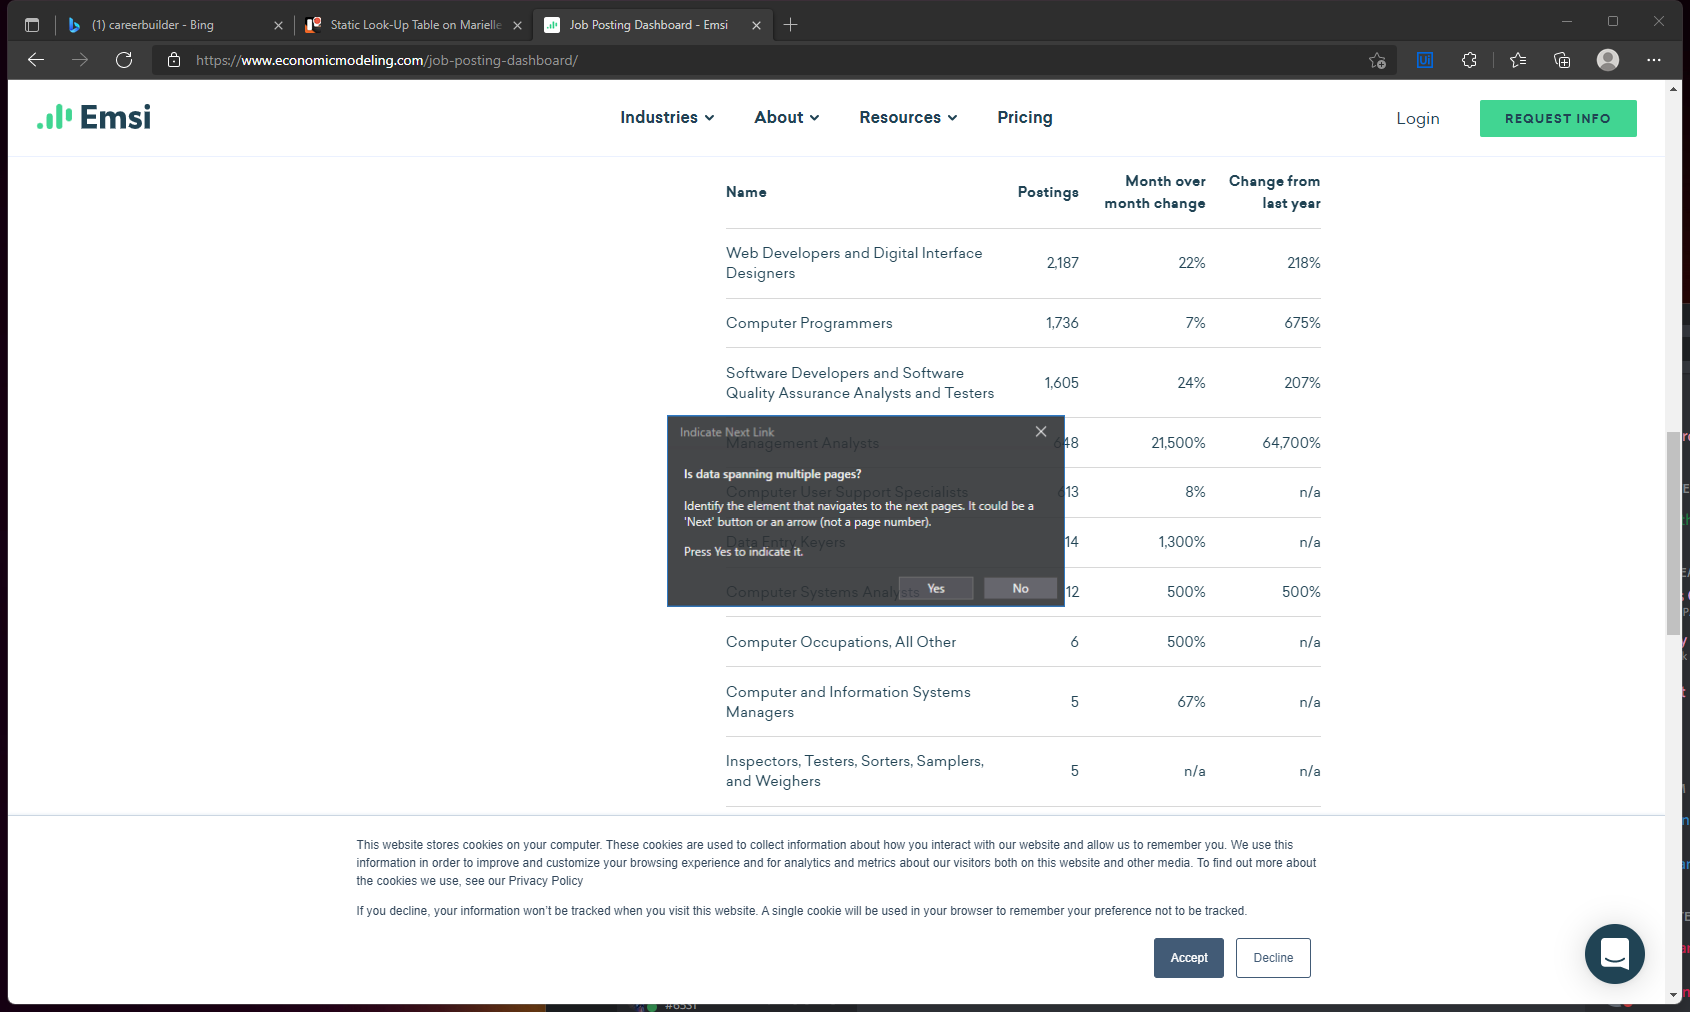 (1) careerbuilder - Bing
Static Look-Up Table on Marielle
Job Posting Dashboard - Emsi
https://www.economicmodeling.com/job-posting-dashboard/
Emsi
Industries
About
Resources
Pricing
Login
REQUEST INFO
Name
Postings
Month over
month change
Change from
last year
Web Developers and Digital Interface
Designers
2,187
22%
218%
Computer Programmers
1,736
7%
675%
Software Developers and Software
Quality Assurance Analysts and Testers
1,605
24%
207%
Indicate Next Link
Management Analysts
648
21,500%
64,700%
Is data spanning multiple pages?
Computer User Support Specialists
613
8%
n/a
Identify the element that navigates to the next pages. It could be a
'Next' button or an arrow (not a page number).
Data Entry Keyers
14
1,300%
n/a
Press Yes to indicate it.
Yes
No
Computer Systems Analysts
12
500%
500%
Computer Occupations, All Other
6
500%
n/a
Computer and Information Systems
Managers
5
67%
n/a
Inspectors, Testers, Sorters, Samplers,
and Weighers
5
n/a
n/a
This website stores cookies on your computer. These cookies are used to collect information about how you interact with our website and allow us to remember you. We use this
information in order to improve and customize your browsing experience and for analytics and metrics about our visitors both on this website and other media. To find out more about
the cookies we use, see our Privacy Policy
If you decline, your information won't be tracked when you visit this website. A single cookie will be used in your browser to remember your preference not to be tracked.
Accept
Decline